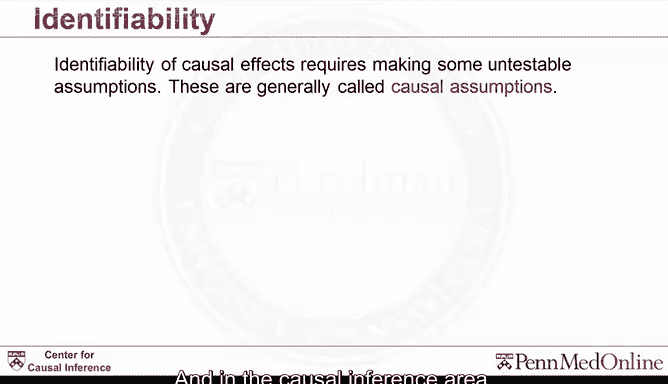 Identifiability
Identifiability of causal effects requires making some untestable
assumptions. These are generally called causal assumptions.
Center for
Causal Inference
PennMedOnline
And in the causal inference area